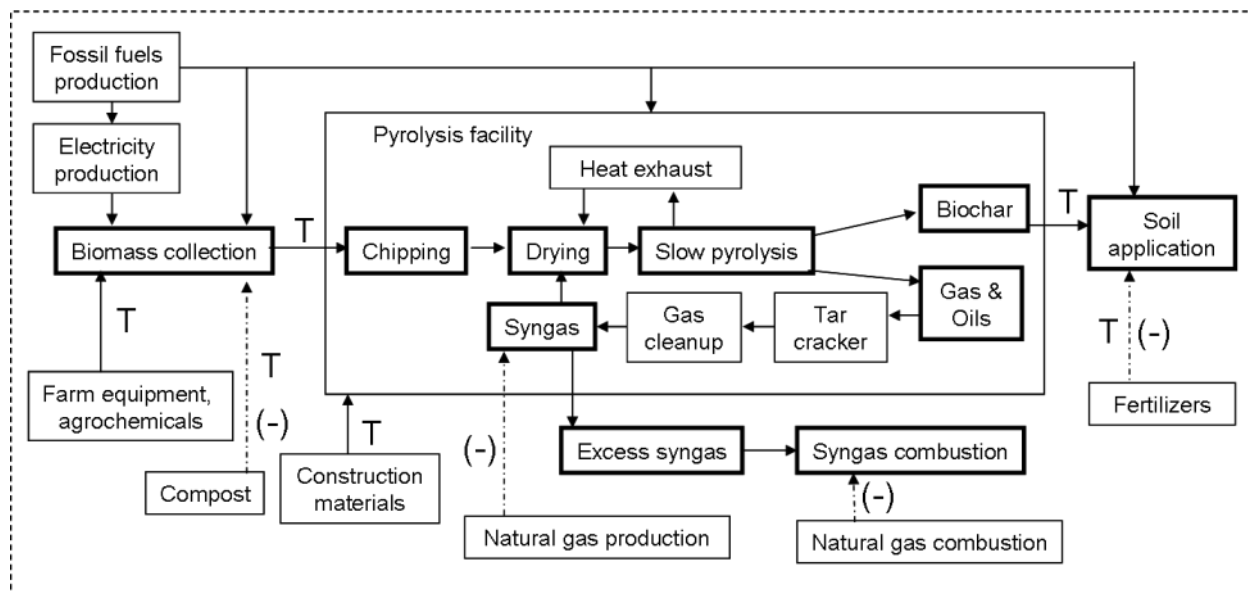 Fossil fuels
production
Electricity
production
Pyrolysis facility
Heat exhaust
Biochar
T
Soil
application
T
Biomass collection
Chipping
Drying
Slow pyrolysis
Gas &
Oils
Syngas
Gas
cleanup
Tar
cracker
T
T
T
(-)
Farm equipment,
agrochemicals
(-)
Fertilizers
T
(-)
Excess syngas
Syngas combustion
Compost
Construction
materials
(-)
Natural gas production
Natural gas combustion